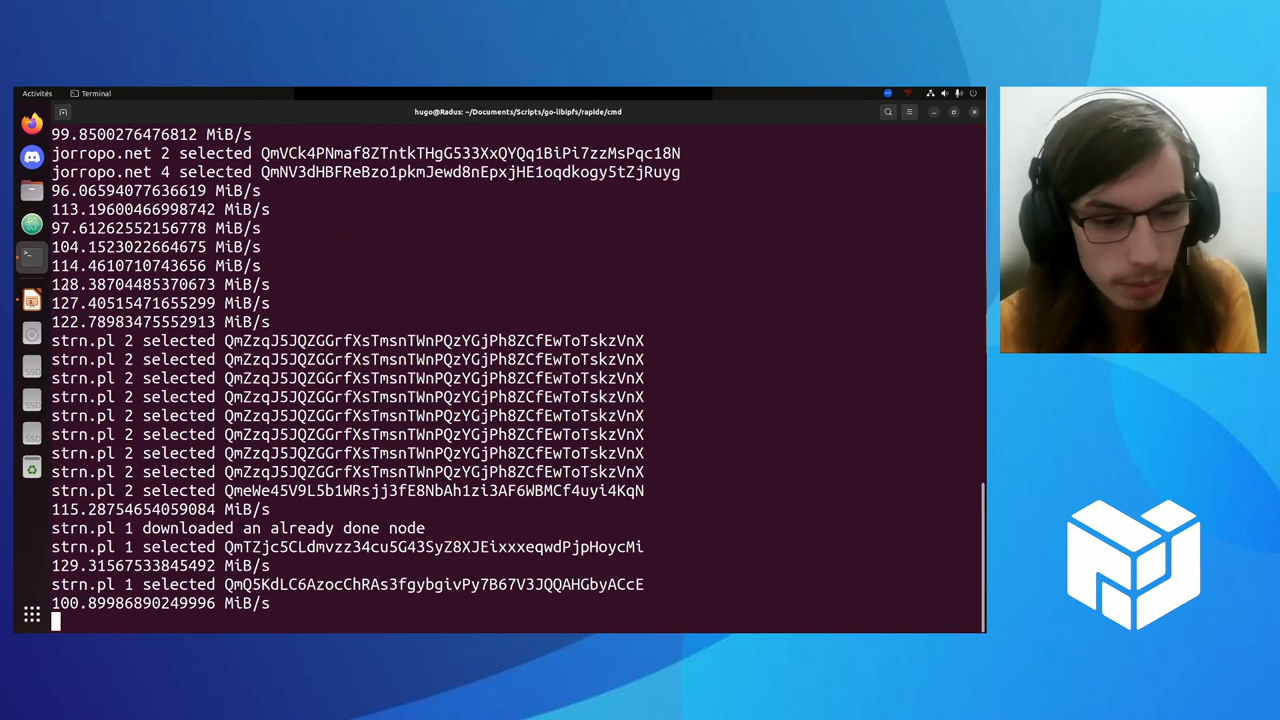 Activités
Terminal
hugo@Radus: ~/Documents/Scripts/go-libipfs/rapide/cmd
99.8500276476812 MiB/s
jorropo.net 2 selected QmVCk4PNmaf8ZTntkTHgG533XxQYQq1BiPi7zzMsPqc18N
jorropo.net 4 selected QmNV3dHBFReBzo1pkmJewd8nEpxjHE1oqdkogy5tZjRuyg
96.06594077636619 MiB/s
113.19600466998742 MiB/s
97.61262552156778 MiB/s
104.1523022664675 MiB/s
114.4610710743656 MiB/s
128.38704485370673 MiB/s
127.40515471655299 MiB/s
122.78983475552913 MiB/s
strn.pl 2 selected QmZzqJ5JQZGGrfXsTmsnTWnPQzYGjPh8ZCfEwToTskzVnX
strn.pl 2 selected QmZzqJ5JQZGGrfXsTmsnTWnPQzYGjPh8ZCfEwToTskzVnX
strn.pl 2 selected QmZzqJ5JQZGGrfXsTmsnTWnPQzYGjPh8ZCfEwToTskzVnX
strn.pl 2 selected QmZzqJ5JQZGGrfXsTmsnTWnPQzYGjPh8ZCfEwToTskzVnX
strn.pl 2 selected QmZzqJ5JQZGGrfXsTmsnTWnPQzYGjPh8ZCfEwToTskzVnX
strn.pl 2 selected QmZzqJ5JQZGGrfXsTmsnTWnPQzYGjPh8ZCfEwToTskzVnX
strn.pl 2 selected QmZzqJ5JQZGGrfXsTmsnTWnPQzYGjPh8ZCfEwToTskzVnX
strn.pl 2 selected QmZzqJ5JQZGGrfXsTmsnTWnPQzYGjPh8ZCfEwToTskzVnX
strn.pl 2 selected QmeWe45V9L5b1WRsjj3fE8NbAh1zi3AF6WBMCf4uyi4KqN
115.28754654059084 MiB/s
strn.pl 1 downloaded an already done node
strn.pl 1 selected QmTZjc5CLdmvzz34cu5G43SyZ8XJEixxxeqwdPjpHoycMi
129.31567533845492 MiB/s
strn.pl 1 selected QmQ5KdLC6AzocChRAs3fgybgivPy7B67V3JQQAHGbyACcE
100.89986890249996 MiB/s
SSD
SSD
SSD